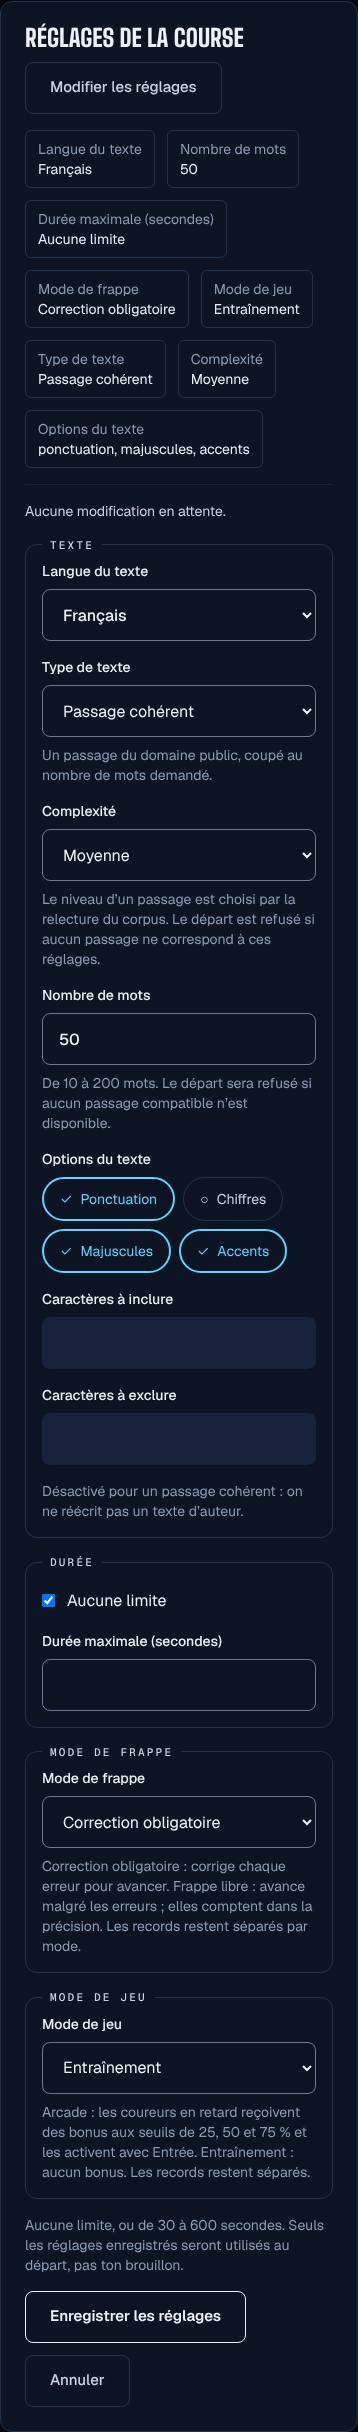 RÉGLAGES DE LA COURSE
Modifier les réglages
Langue du texte
Français
Nombre de mots
50
Durée maximale (secondes)
Aucune limite
Mode de frappe
Correction obligatoire
Mode de jeu
Entraînement
Type de texte
Passage cohérent
Complexité
Moyenne
Options du texte
ponctuation, majuscules, accents
Aucune modification en attente.
TEXTE
Langue du texte
Français
Type de texte
Passage cohérent
Un passage du domaine public, coupé au
nombre de mots demandé.
Complexité
Moyenne
Le niveau d’un passage est choisi par la
relecture du corpus. Le départ est refusé si
aucun passage ne correspond à ces
réglages.
Nombre de mots
50
De 10 à 200 mots. Le départ sera refusé si
aucun passage compatible n’est
disponible.
Options du texte
✓ Ponctuation
○ Chiffres
✓ Majuscules
✓ Accents
Caractères à inclure
Caractères à exclure
Désactivé pour un passage cohérent : on
ne réécrit pas un texte d’auteur.
DURÉE
Aucune limite
Durée maximale (secondes)
MODE DE FRAPPE
Mode de frappe
Correction obligatoire
Correction obligatoire : corrige chaque
erreur pour avancer. Frappe libre : avance
malgré les erreurs ; elles comptent dans la
précision. Les records restent séparés par
mode.
MODE DE JEU
Mode de jeu
Entraînement
Arcade : les coureurs en retard reçoivent
des bonus aux seuils de 25, 50 et 75 % et
les activent avec Entrée. Entraînement :
aucun bonus. Les records restent séparés.
Aucune limite, ou de 30 à 600 secondes. Seuls
les réglages enregistrés seront utilisés au
départ, pas ton brouillon.
Enregistrer les réglages
Annuler